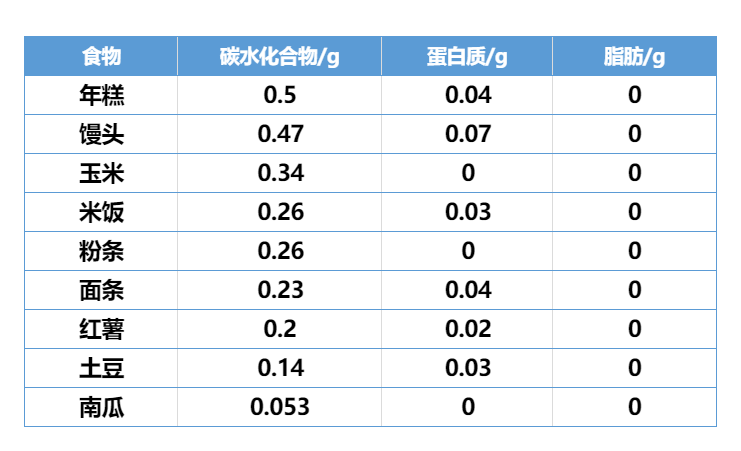 食物 碳水化合物/g 蛋白质/g 脂肪/g
年糕 0.5 0.04 0
馒头 0.47 0.07 0
玉米 0.34 0 0
米饭 0.26 0.03 0
粉条 0.26 0 0
面条 0.23 0.04 0
红薯 0.2 0.02 0
土豆 0.14 0.03 0
南瓜 0.053 0 0